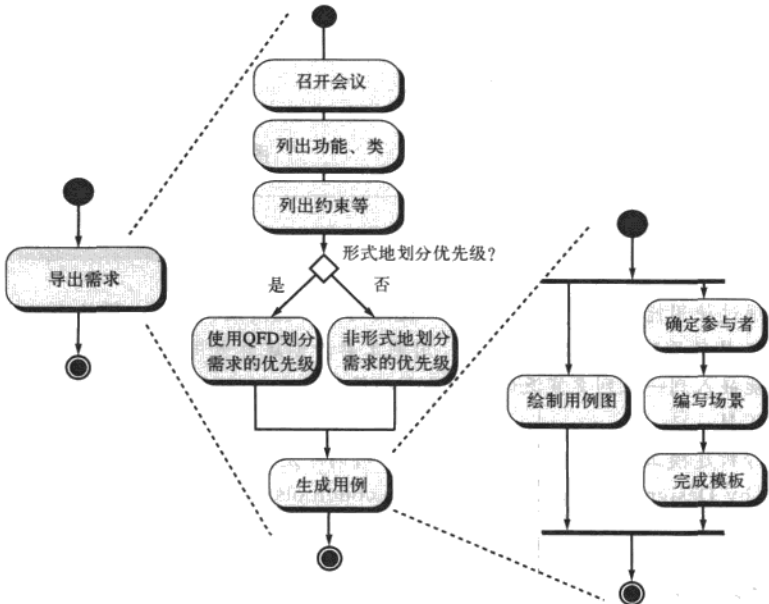 导出需求
召开会议
列出功能、类
列出约束等
形式地划分优先级?
是
否
使用QFD划分
需求的优先级
非形式地划分
需求的优先级
生成用例
绘制用例图
确定参与者
编写场景
完成模板